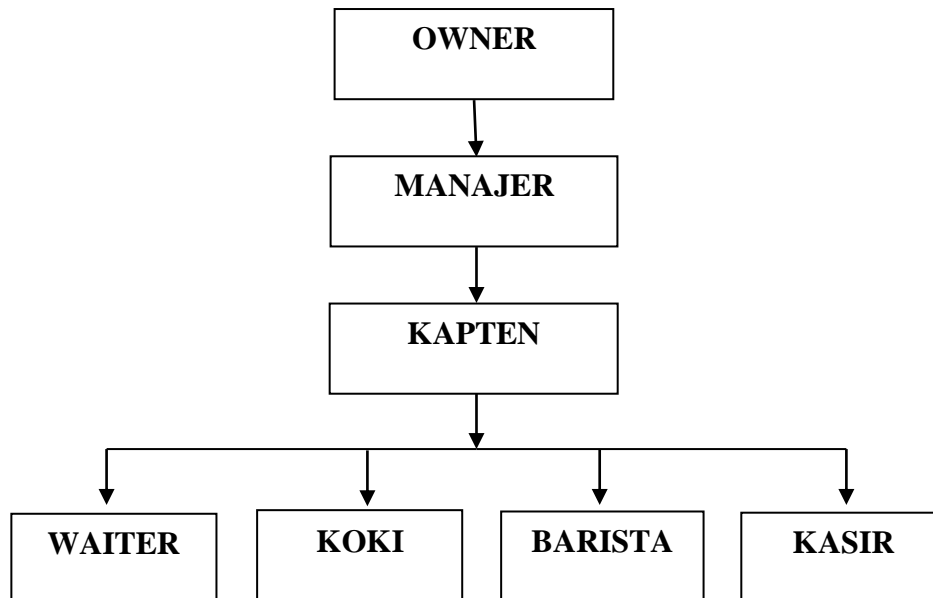 OWNER
MANAJER
KAPTEN
WAITER
KOKI
BARISTA
KASIR